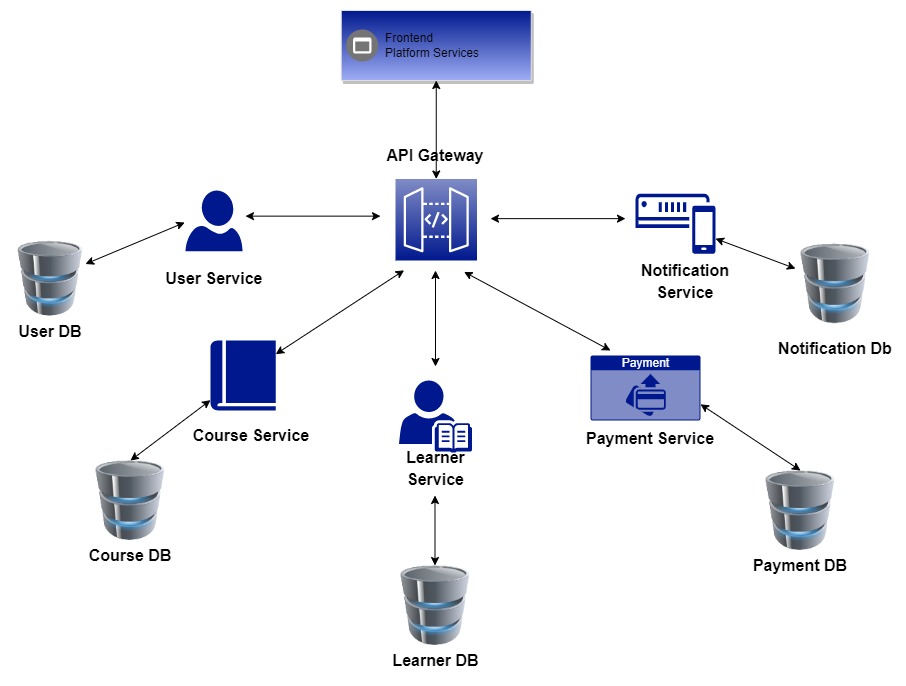 Frontend
Platform Services
API Gateway
</>
User Service
Notification
Service
User DB
Notification Db
Payment
Course Service
Payment Service
Learner
Service
Course DB
Payment DB
Learner DB